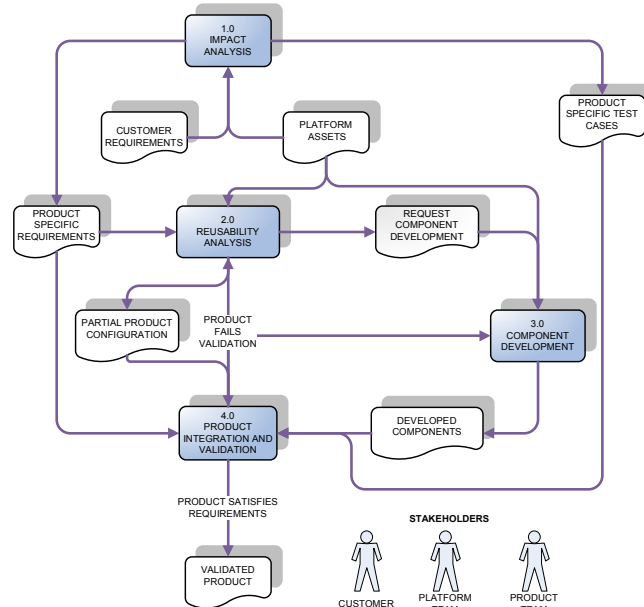 1.0
IMPACT
ANALYSIS
CUSTOMER
REQUIREMENTS
PLATFORM
ASSETS
PRODUCT
SPECIFIC TEST
CASES
PRODUCT
SPECIFIC
REQUIREMENTS
2.0
REUSABILITY
ANALYSIS
REQUEST
COMPONENT
DEVELOPMENT
PARTIAL PRODUCT
CONFIGURATION
PRODUCT
FAILS
VALIDATION
3.0
COMPONENT
DEVELOPMENT
4.0
PRODUCT
INTEGRATION AND
VALIDATION
DEVELOPED
COMPONENTS
PRODUCT SATISFIES
REQUIREMENTS
VALIDATED
PRODUCT
STAKEHOLDERS
CUSTOMER
PLATFORM
TEAM
PRODUCT
TEAM